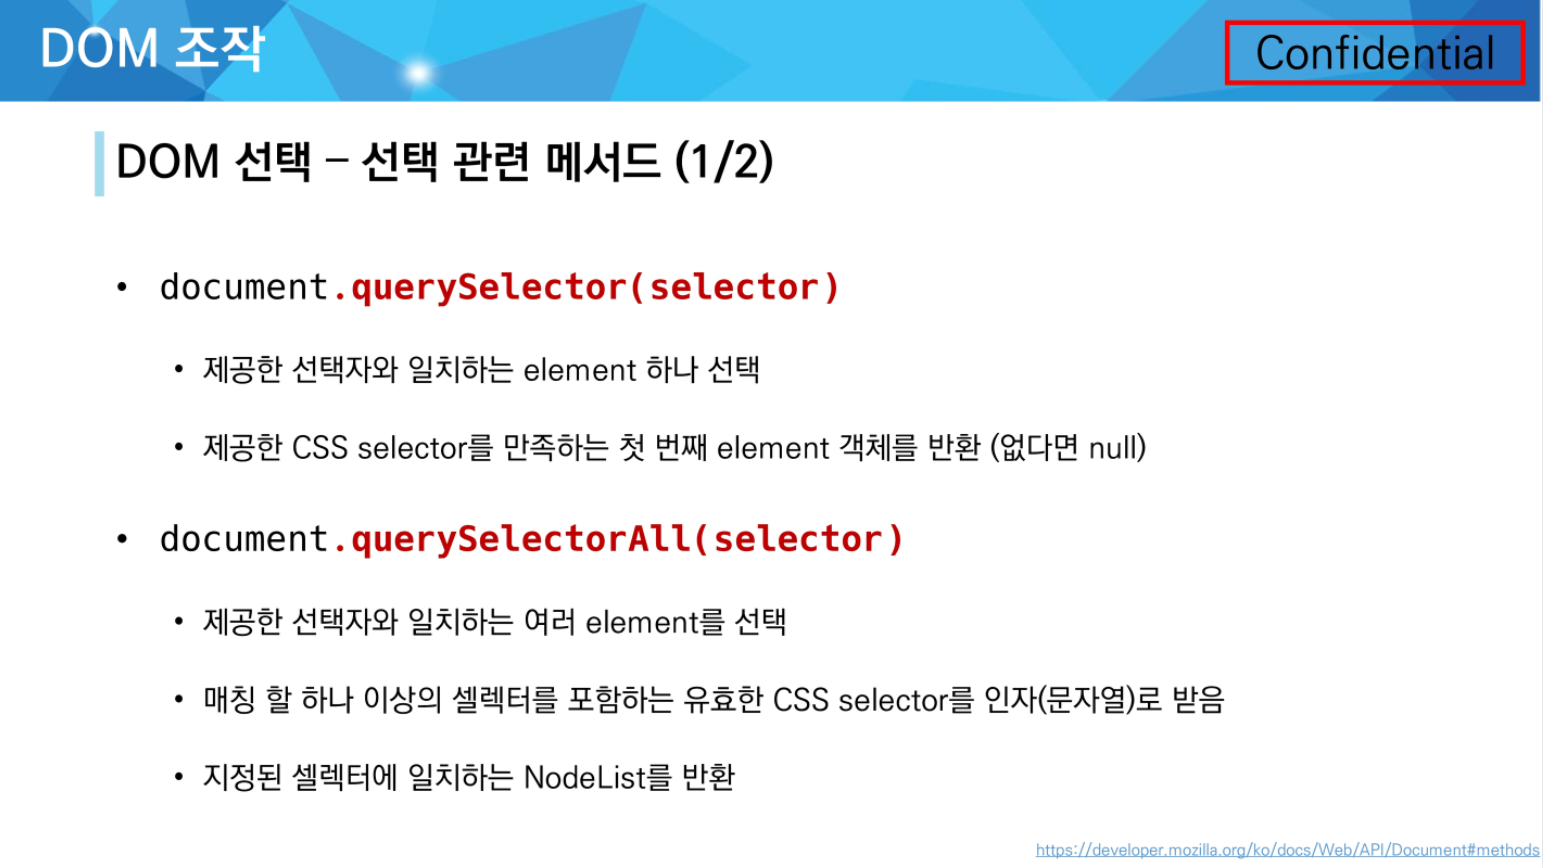 DOM 조작
Confidential
DOM 선택 – 선택 관련 메서드 (1/2)
• document.querySelector(selector)
• 제공한 선택자와 일치하는 element 하나 선택
• 제공한 CSS selector를 만족하는 첫 번째 element 객체를 반환 (없다면 null)
• document.querySelectorAll(selector)
• 제공한 선택자와 일치하는 여러 element를 선택
• 매칭 할 하나 이상의 셀렉터를 포함하는 유효한 CSS selector를 인자(문자열)로 받음
• 지정된 셀렉터에 일치하는 NodeList를 반환
https://developer.mozilla.org/ko/docs/Web/API/Document#methods